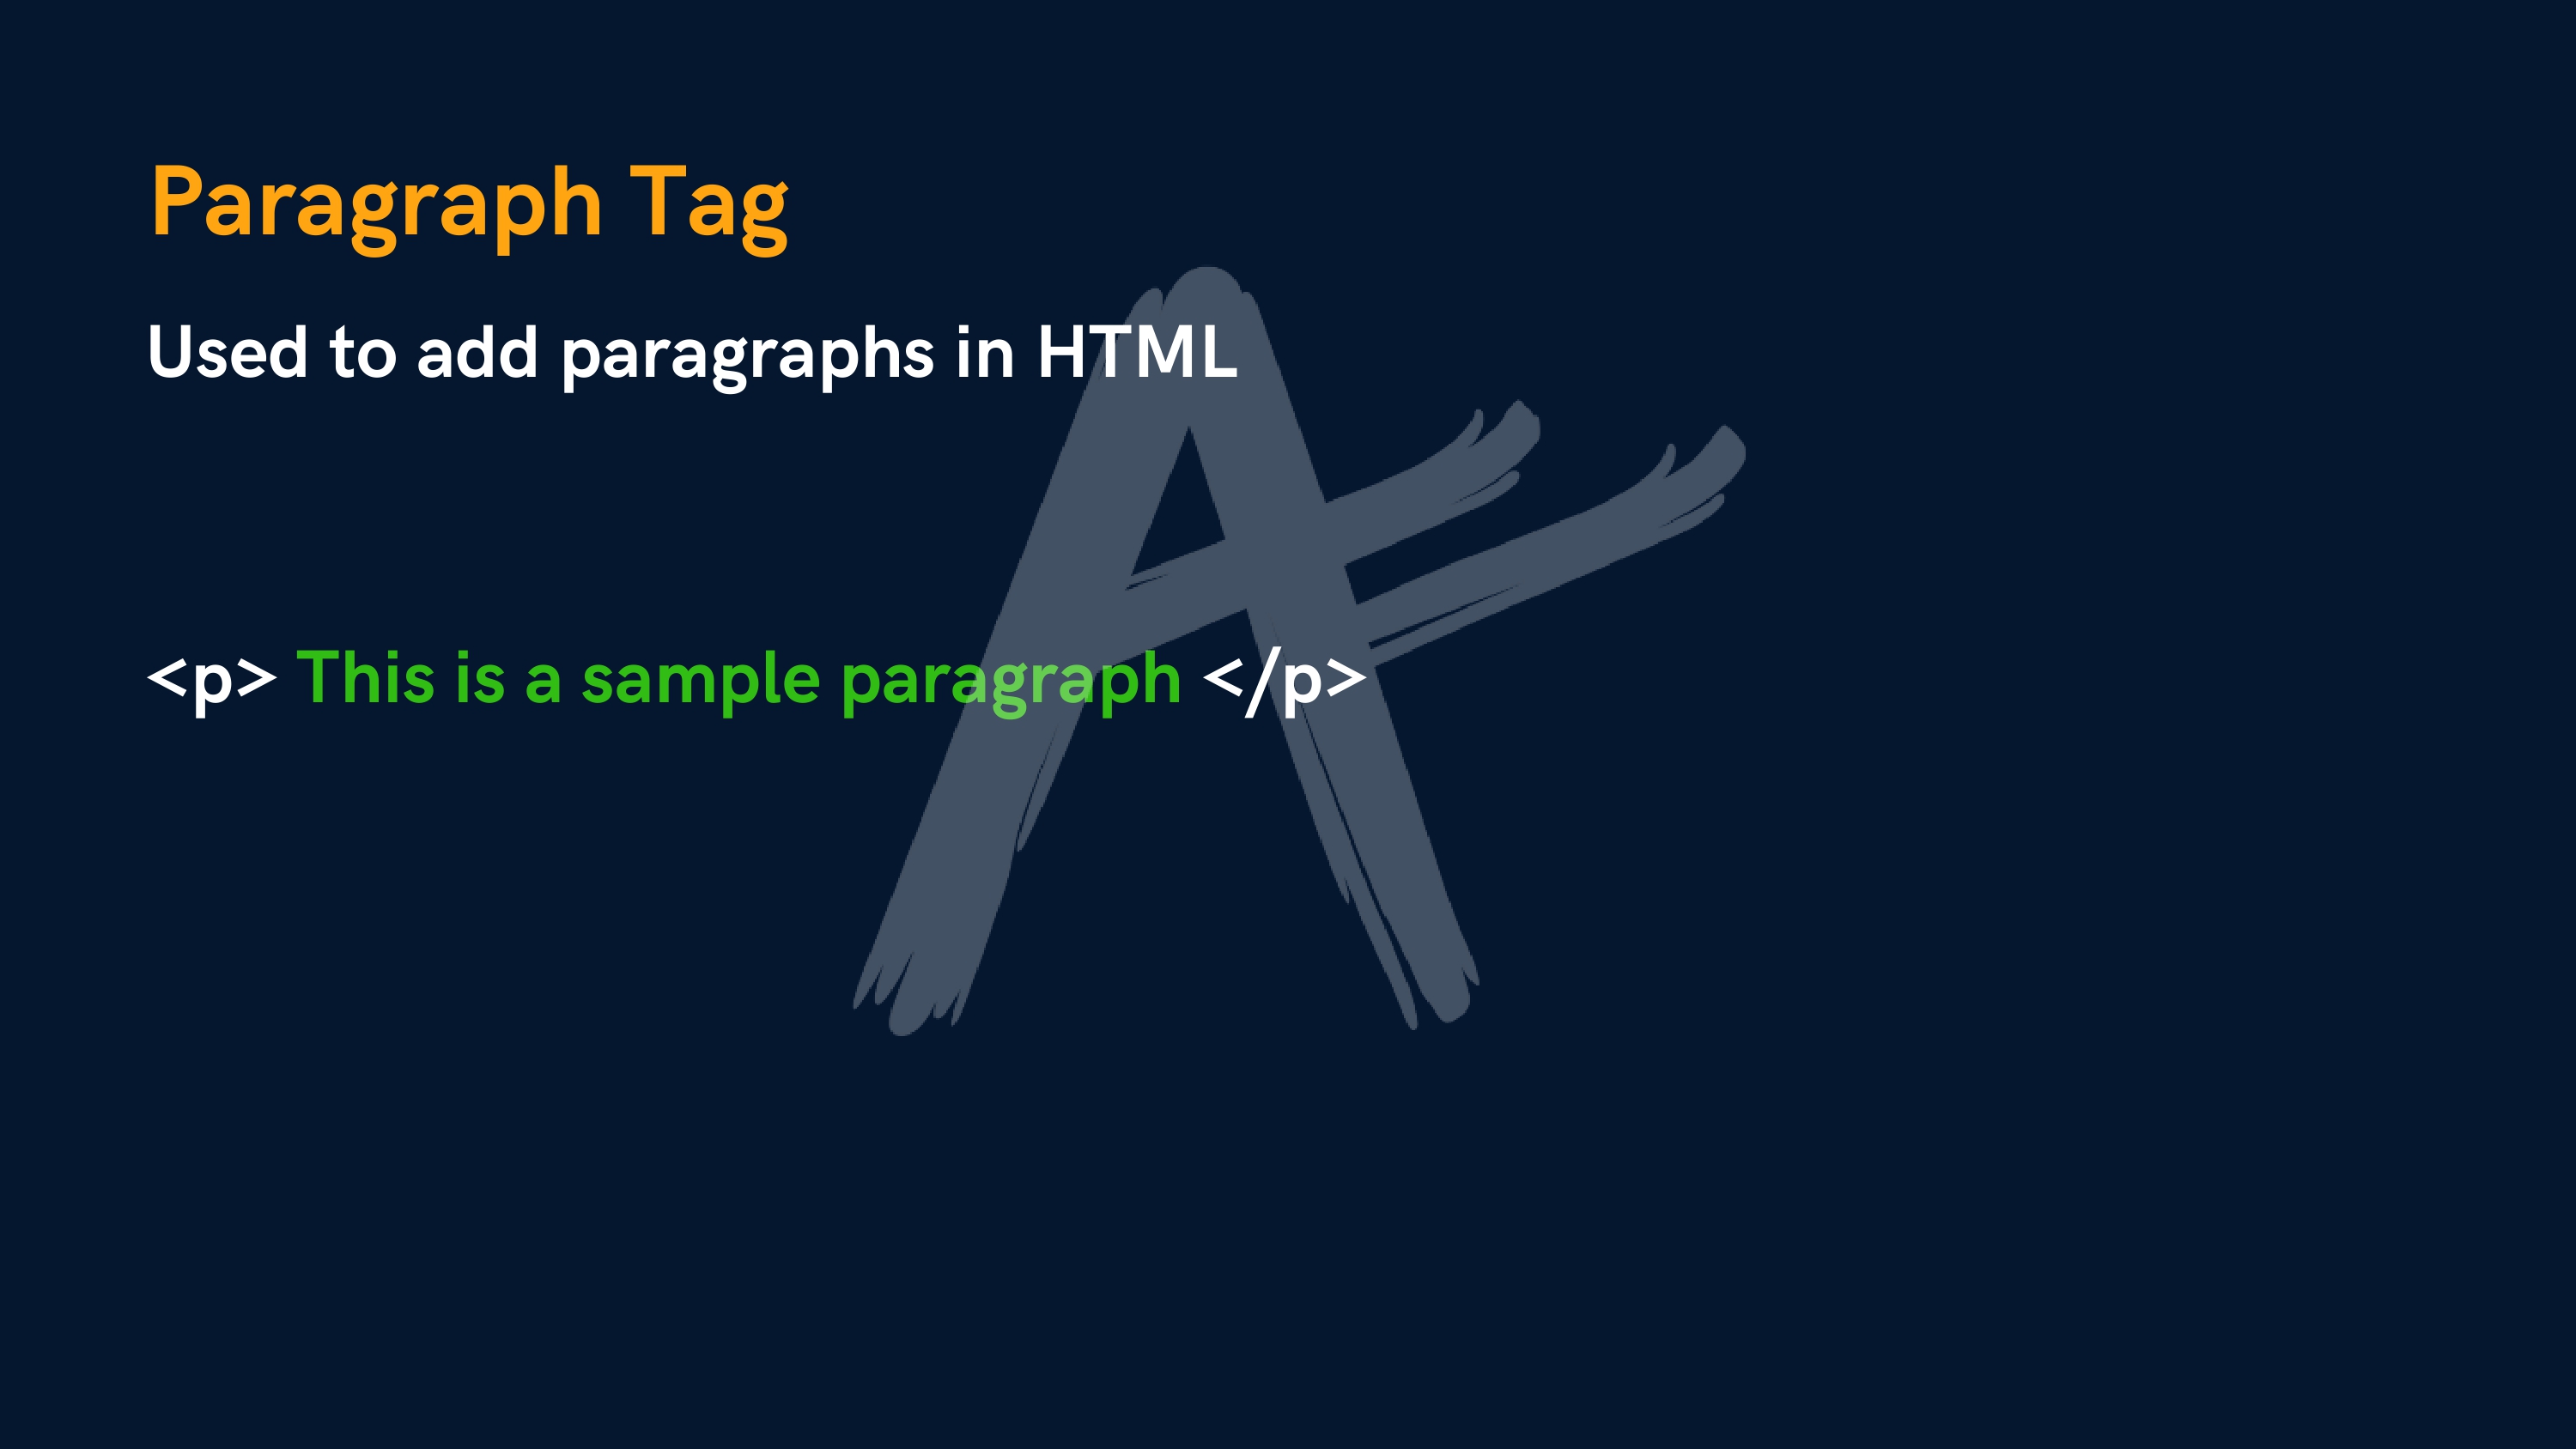 Paragraph Tag
Used to add paragraphs in HTML
<p> This is a sample paragraph </p>